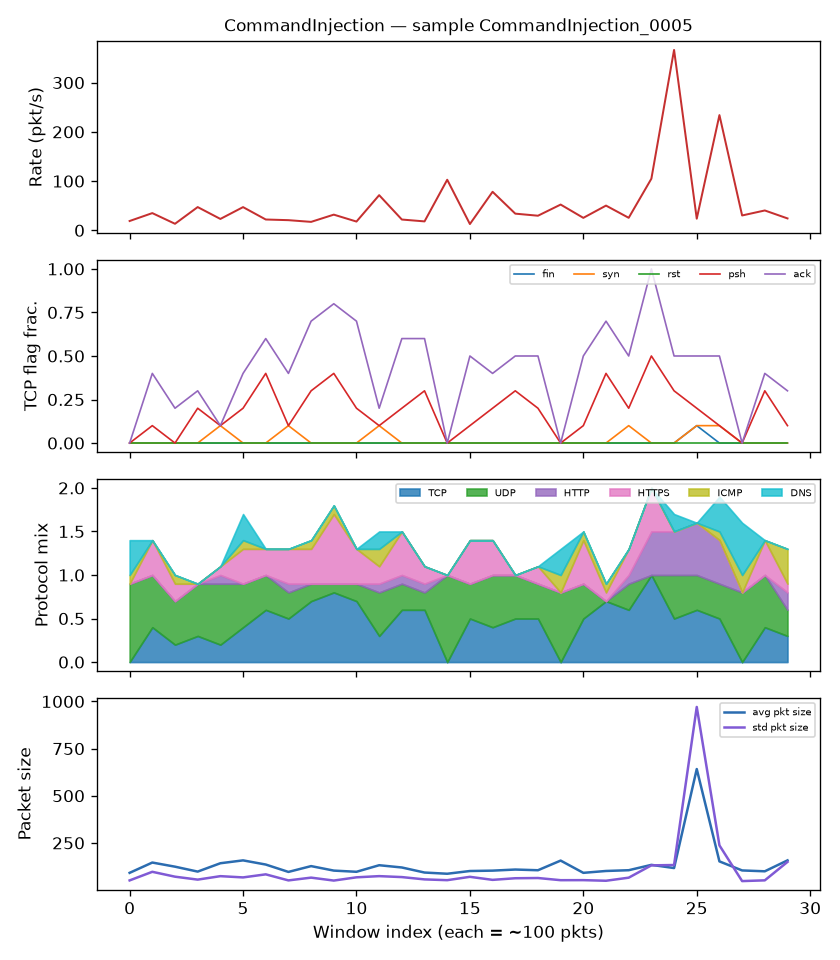 CommandInjection — sample CommandInjection_0005
Rate (pkt/s)
300
200
100
0
TCP flag frac.
1.00
0.75
0.50
0.25
0.00
fin syn rst psh ack
Protocol mix
2.0
1.5
1.0
0.5
0.0
TCP UDP HTTP HTTPS ICMP DNS
Packet size
1000
750
500
250
avg pkt size
std pkt size
0 5 10 15 20 25 30
Window index (each = ~100 pkts)